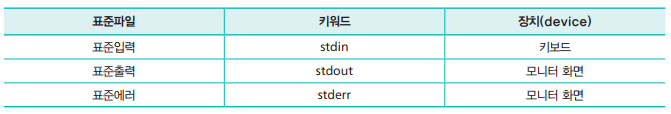 표준파일 키워드 장치(device)
표준입력 stdin 키보드
표준출력 stdout 모니터 화면
표준에러 stderr 모니터 화면